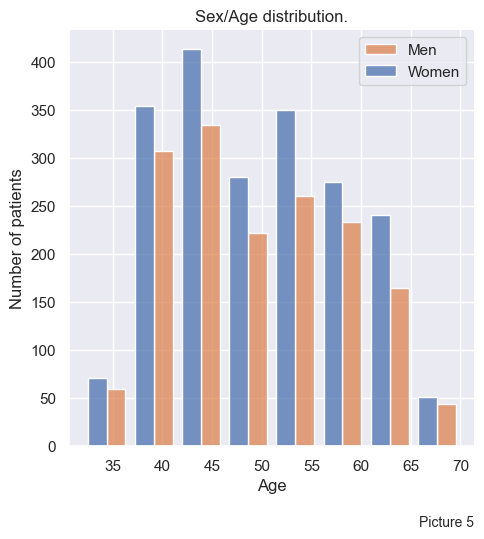 Sex/Age distribution.
Men
Women
400
350
300
250
200
150
100
50
0
Number of patients
35 40 45 50 55 60 65 70
Age
Picture 5